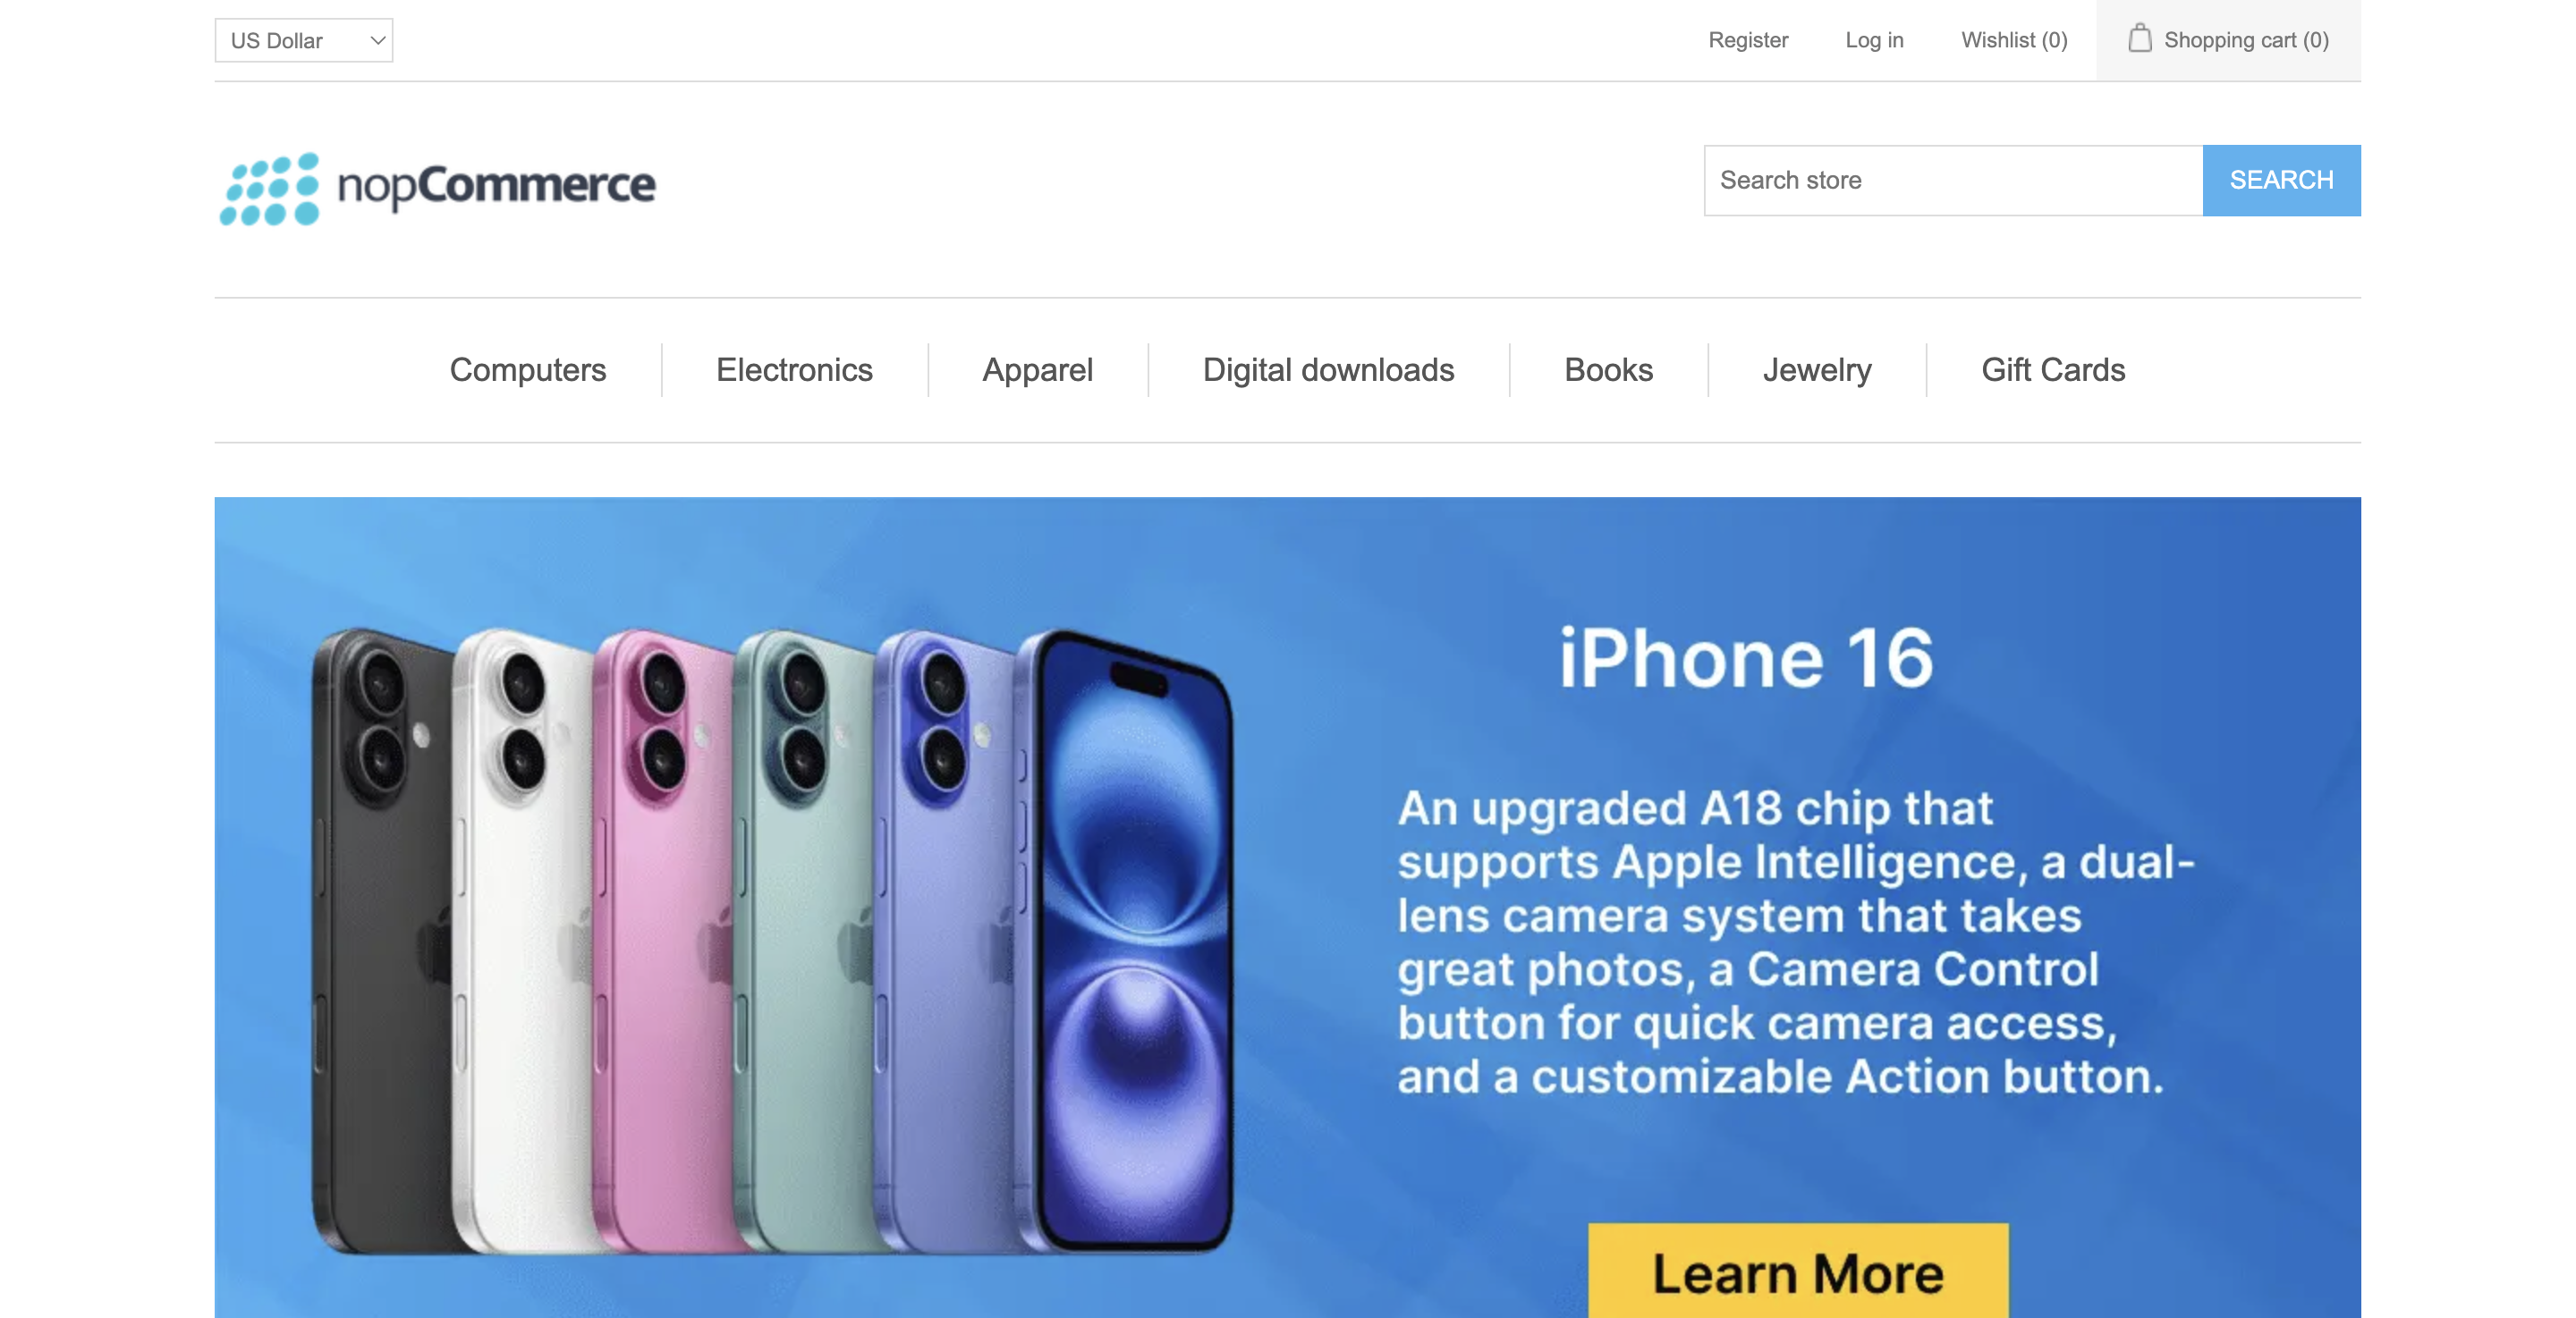 US Dollar
Register
Log in
Wishlist (0)
Shopping cart (0)
nopCommerce
Search store
SEARCH
Computers
Electronics
Apparel
Digital downloads
Books
Jewelry
Gift Cards
iPhone 16
An upgraded A18 chip that
supports Apple Intelligence, a dual-
lens camera system that takes
great photos, a Camera Control
button for quick camera access,
and a customizable Action button.
Learn More